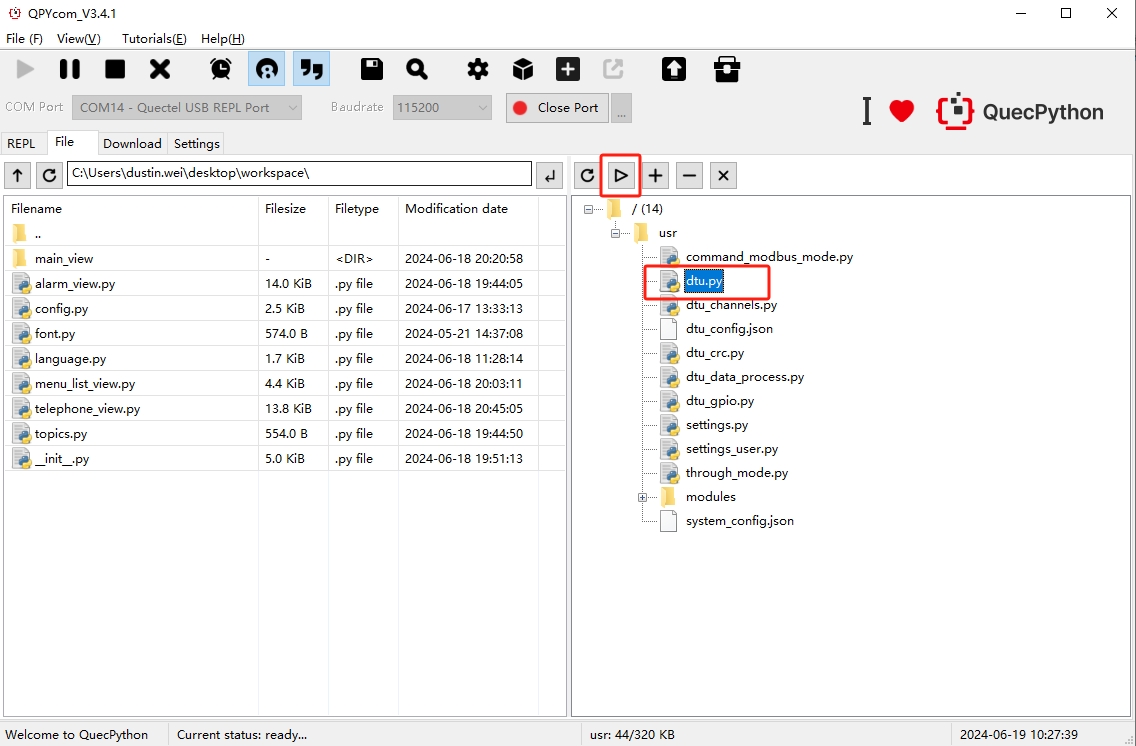 QPYcom_V3.4.1
File (F) View(V) Tutorials(E) Help(H)
COM Port COM14 - Quectel USB REPL Port Baudrate 115200 Close Port ...
I QuecPython
REPL File Download Settings
C:\Users\dustin.wei\desktop\workspace\
Filename Filesize Filetype Modification date
..
main_view - <DIR> 2024-06-18 20:20:58
alarm_view.py 14.0 KiB .py file 2024-06-18 19:44:05
config.py 2.5 KiB .py file 2024-06-17 13:33:13
font.py 574.0 B .py file 2024-05-21 14:37:08
language.py 1.7 KiB .py file 2024-06-18 11:28:14
menu_list_view.py 4.4 KiB .py file 2024-06-18 20:03:11
telephone_view.py 13.8 KiB .py file 2024-06-18 20:45:05
topics.py 554.0 B .py file 2024-06-18 19:44:50
__init__.py 5.0 KiB .py file 2024-06-18 19:51:13
/ (14)
usr
command_modbus_mode.py
dtu.py
dtu_channels.py
dtu_config.json
dtu_crc.py
dtu_data_process.py
dtu_gpio.py
settings.py
settings_user.py
through_mode.py
modules
system_config.json
Welcome to QuecPython Current status: ready... usr: 44/320 KB 2024-06-19 10:27:39